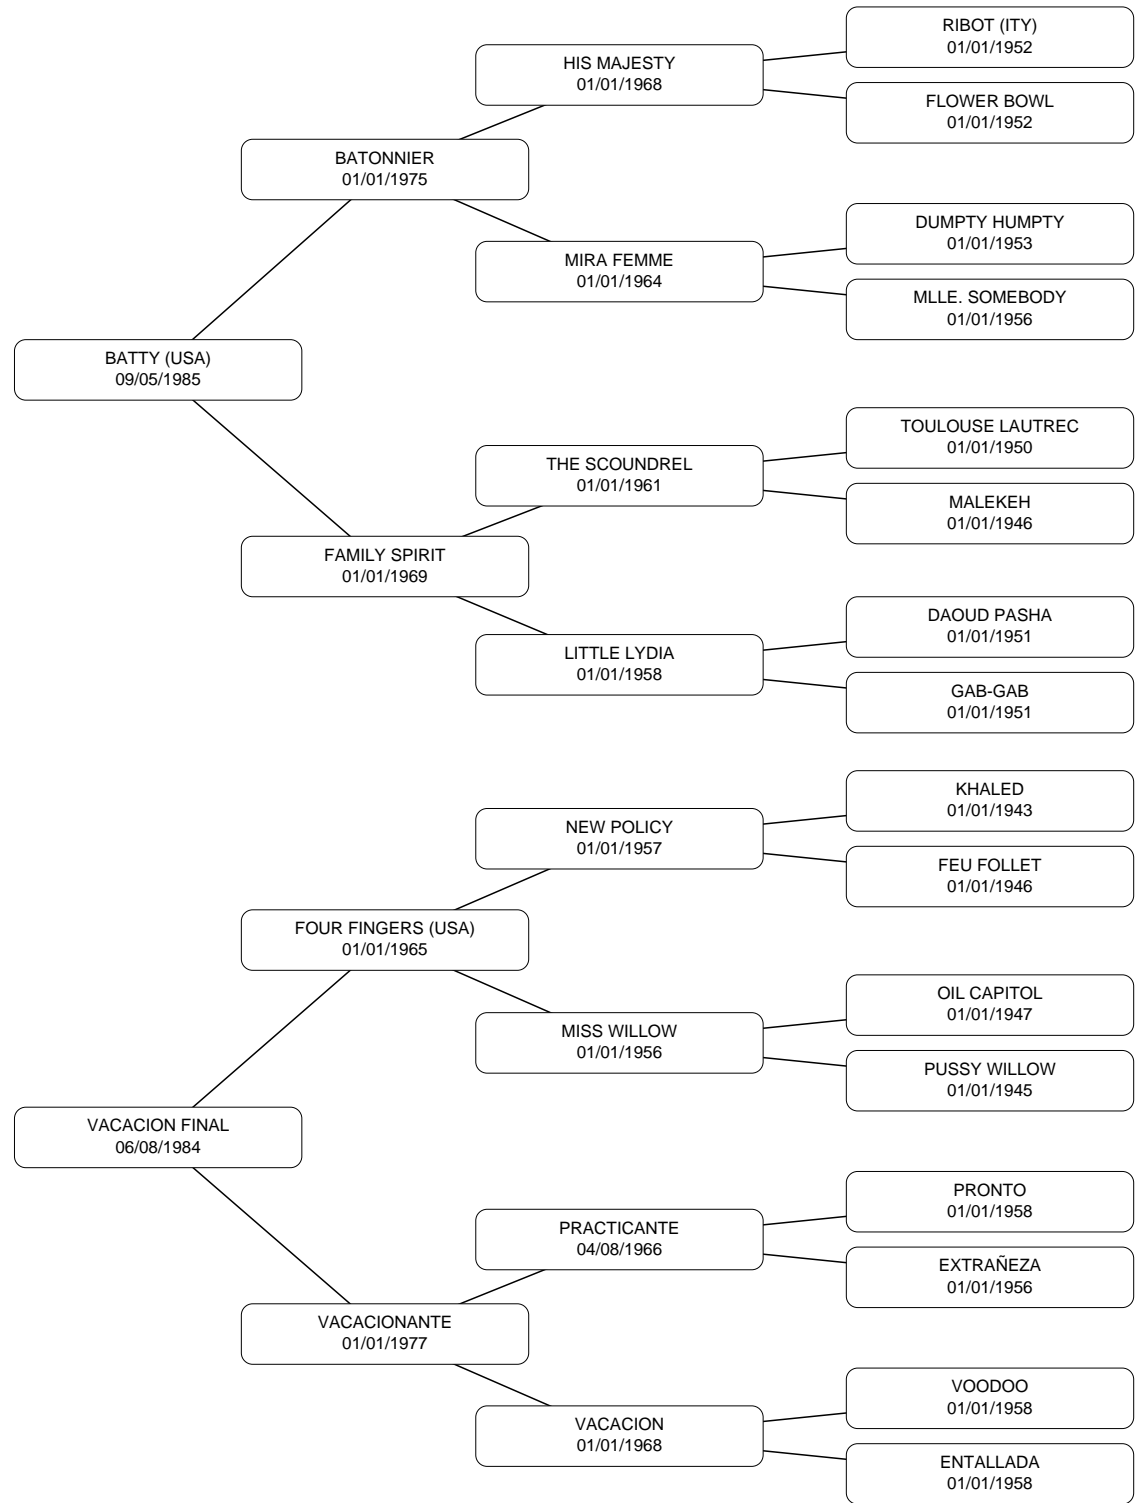 RIBOT (ITY)
01/01/1952
HIS MAJESTY
01/01/1968
FLOWER BOWL
01/01/1952
BATONNIER
01/01/1975
DUMPTY HUMPTY
01/01/1953
MIRA FEMME
01/01/1964
MLLE. SOMEBODY
01/01/1956
BATTY (USA)
09/05/1985
TOULOUSE LAUTREC
01/01/1950
THE SCOUNDREL
01/01/1961
MALEKEH
01/01/1946
FAMILY SPIRIT
01/01/1969
DAOUD PASHA
01/01/1951
LITTLE LYDIA
01/01/1958
GAB-GAB
01/01/1951
KHALED
01/01/1943
NEW POLICY
01/01/1957
FEU FOLLET
01/01/1946
FOUR FINGERS (USA)
01/01/1965
OIL CAPITOL
01/01/1947
MISS WILLOW
01/01/1956
PUSSY WILLOW
01/01/1945
VACACION FINAL
06/08/1984
PRONTO
01/01/1958
PRACTICANTE
04/08/1966
EXTRAÑEZA
01/01/1956
VACACIONANTE
01/01/1977
VOODOO
01/01/1958
VACACION
01/01/1968
ENTALLADA
01/01/1958